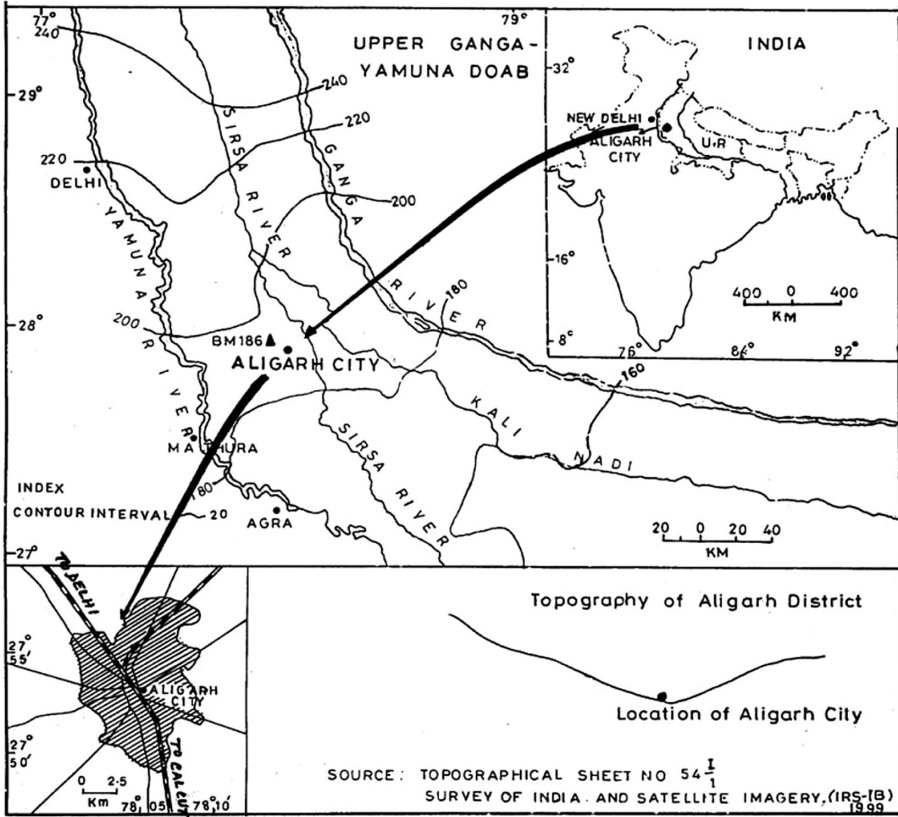 77°
79°
UPPER GANGA-
YAMUNA DOAB
INDIA
240
240
32°
29°
220
220
NEW DELHI
ALIGARH
CITY
U.P.
DELHI
200
SIRSA RIVER
GANGA RIVER
YAMUNA RIVER
16°
180
400 0 400
KM
28°
200
BM186
ALIGARH CITY
8°
76°
84°
92°
160
KALI NADI
MATHURA
SIRSA RIVER
180
INDEX
CONTOUR INTERVAL 20
AGRA
20 0 20 40
KM
27°
TO DELHI
Topography of Aligarh District
27°
55'
ALIGARH
CITY
Location of Aligarh City
27°
50'
0 2·5
Km
78° 05'
78° 10'
SOURCE: TOPOGRAPHICAL SHEET NO 54 I/1
SURVEY OF INDIA AND SATELLITE IMAGERY, (IRS-IB)
1999